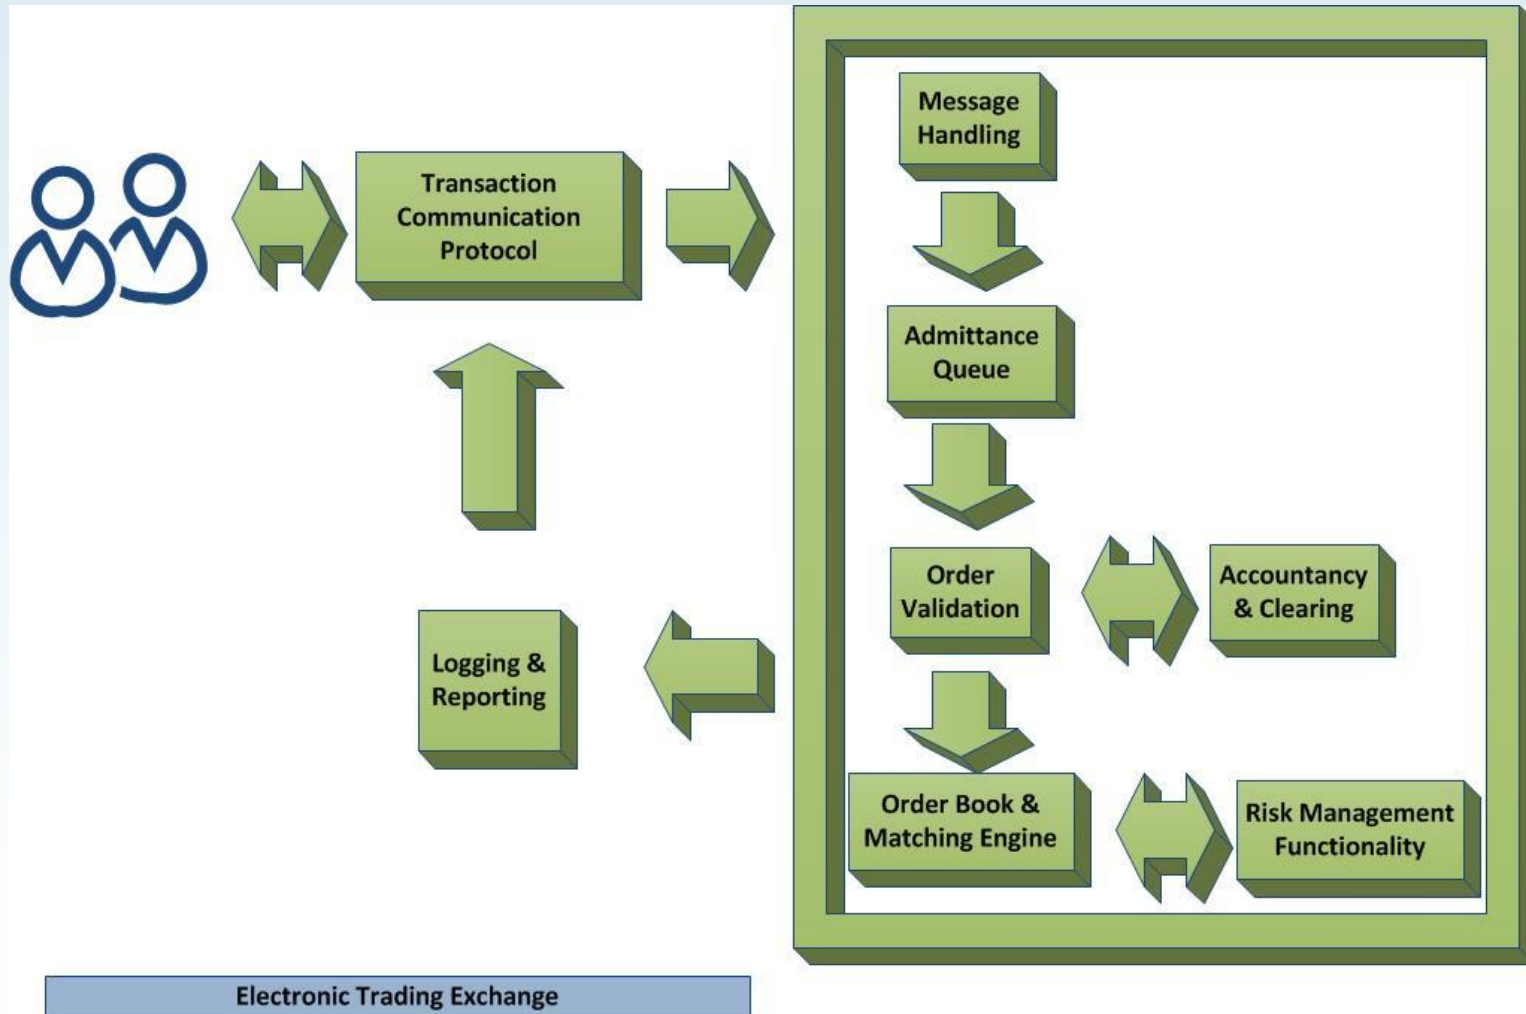 Transaction
Communication
Protocol
Message
Handling
Admittance
Queue
Order
Validation
Accountancy
& Clearing
Logging &
Reporting
Order Book &
Matching Engine
Risk Management
Functionality
Electronic Trading Exchange